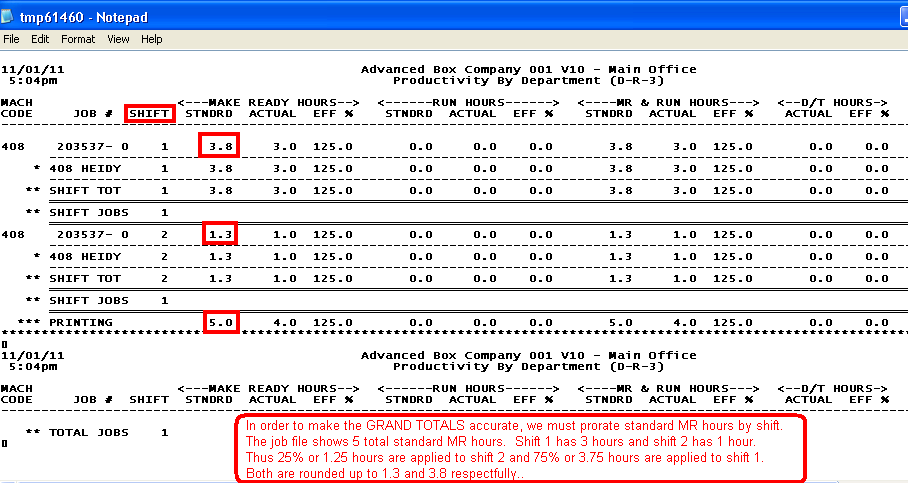 tmp61460 - Notepad
File Edit Format View Help
11/01/11 Advanced Box Company 001 V10 - Main Office
5:04pm Productivity By Department (D-R-3)
MACH <---MAKE READY HOURS--> <------RUN HOURS------> <----MR & RUN HOURS----> <--D/T HOURS-->
CODE JOB # SHIFT STNDRD ACTUAL EFF % STNDRD ACTUAL EFF % STNDRD ACTUAL EFF % ACTUAL EFF %
408 203537- 0 1 3.8 3.0 125.0 0.0 0.0 0.0 3.8 3.0 125.0 0.0 0.0
* 408 HEIDY 1 3.8 3.0 125.0 0.0 0.0 0.0 3.8 3.0 125.0 0.0 0.0
** SHIFT TOT 1 3.8 3.0 125.0 0.0 0.0 0.0 3.8 3.0 125.0 0.0 0.0
** SHIFT JOBS 1
408 203537- 0 2 1.3 1.0 125.0 0.0 0.0 0.0 1.3 1.0 125.0 0.0 0.0
* 408 HEIDY 2 1.3 1.0 125.0 0.0 0.0 0.0 1.3 1.0 125.0 0.0 0.0
** SHIFT TOT 2 1.3 1.0 125.0 0.0 0.0 0.0 1.3 1.0 125.0 0.0 0.0
** SHIFT JOBS 1
*** PRINTING 5.0 4.0 125.0 0.0 0.0 0.0 5.0 4.0 125.0 0.0 0.0
11/01/11 Advanced Box Company 001 V10 - Main Office
5:04pm Productivity By Department (D-R-3)
MACH <---MAKE READY HOURS--> <------RUN HOURS------> <----MR & RUN HOURS----> <--D/T HOURS-->
CODE JOB # SHIFT STNDRD ACTUAL EFF % STNDRD ACTUAL EFF % STNDRD ACTUAL EFF % ACTUAL EFF %
** TOTAL JOBS 1
In order to make the GRAND TOTALS accurate, we must prorate standard MR hours by shift.
The job file shows 5 total standard MR hours. Shift 1 has 3 hours and shift 2 has 1 hour.
Thus 25% or 1.25 hours are applied to shift 2 and 75% or 3.75 hours are applied to shift 1.
Both are rounded up to 1.3 and 3.8 respectfully..